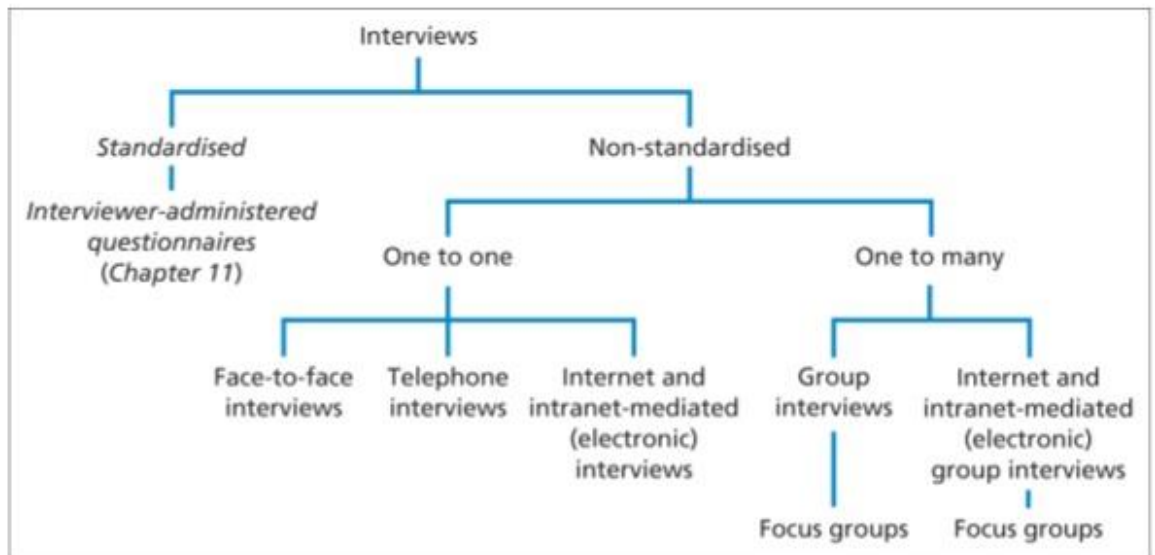 Interviews
Standardised
Non-standardised
Interviewer-administered
questionnaires
(Chapter 11)
One to one
One to many
Face-to-face
interviews
Telephone
interviews
Internet and
intranet-mediated
(electronic)
interviews
Group
interviews
Internet and
intranet-mediated
(electronic)
group interviews
Focus groups
Focus groups